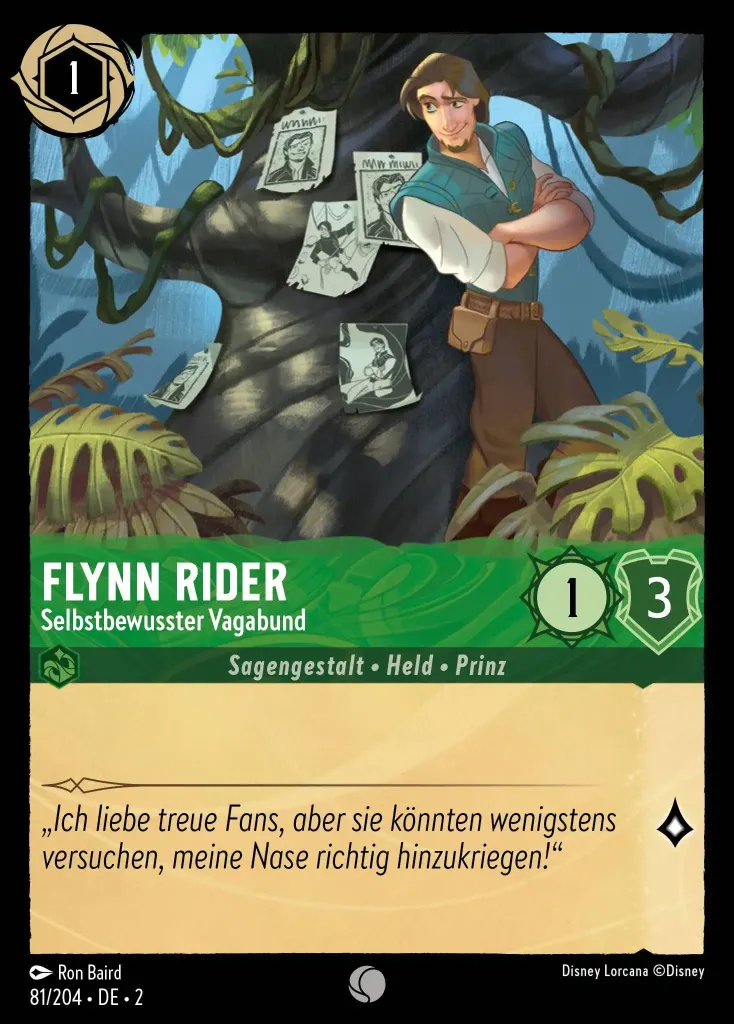 1
FLYNN RIDER
Selbstbewusster Vagabund
1
3
Sagengestalt • Held • Prinz
„Ich liebe treue Fans, aber sie könnten wenigstens
versuchen, meine Nase richtig hinzukriegen!“
Ron Baird
Disney Lorcana ©Disney
81/204 • DE • 2